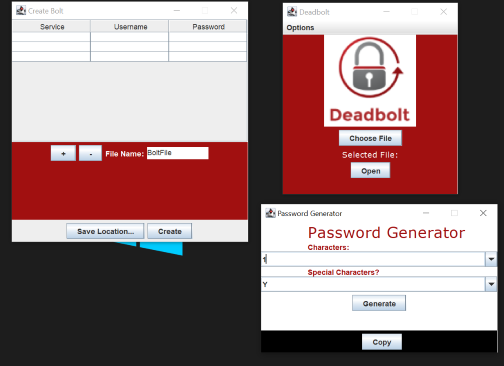 Create Bolt
Service Username Password
+ - File Name: BoltFile
Save Location... Create
Deadbolt
Options
Deadbolt
Choose File
Selected File:
Open
Password Generator
Password Generator
Characters:
1
Special Characters?
Y
Generate
Copy